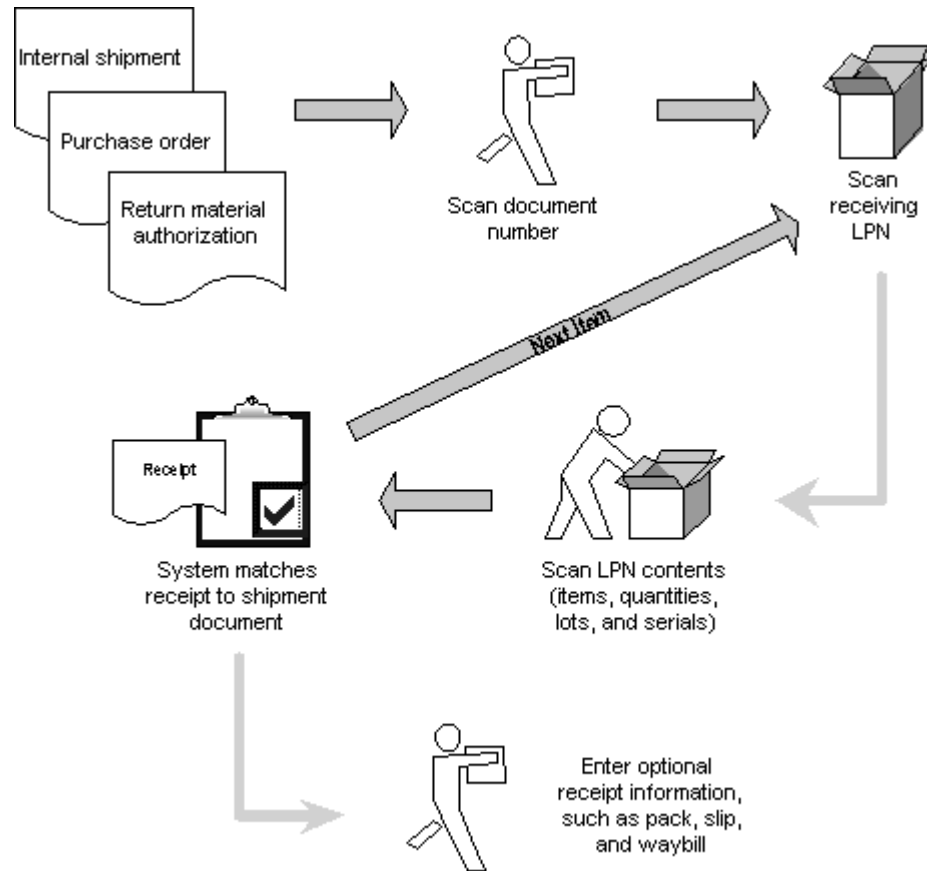 Internal shipment
Purchase order
Return material
authorization
Scan document
number
Scan
receiving
LPN
Next Item
Receipt
System matches
receipt to shipment
document
Scan LPN contents
(items, quantities,
lots, and serials)
Enter optional
receipt information,
such as pack, slip,
and waybill